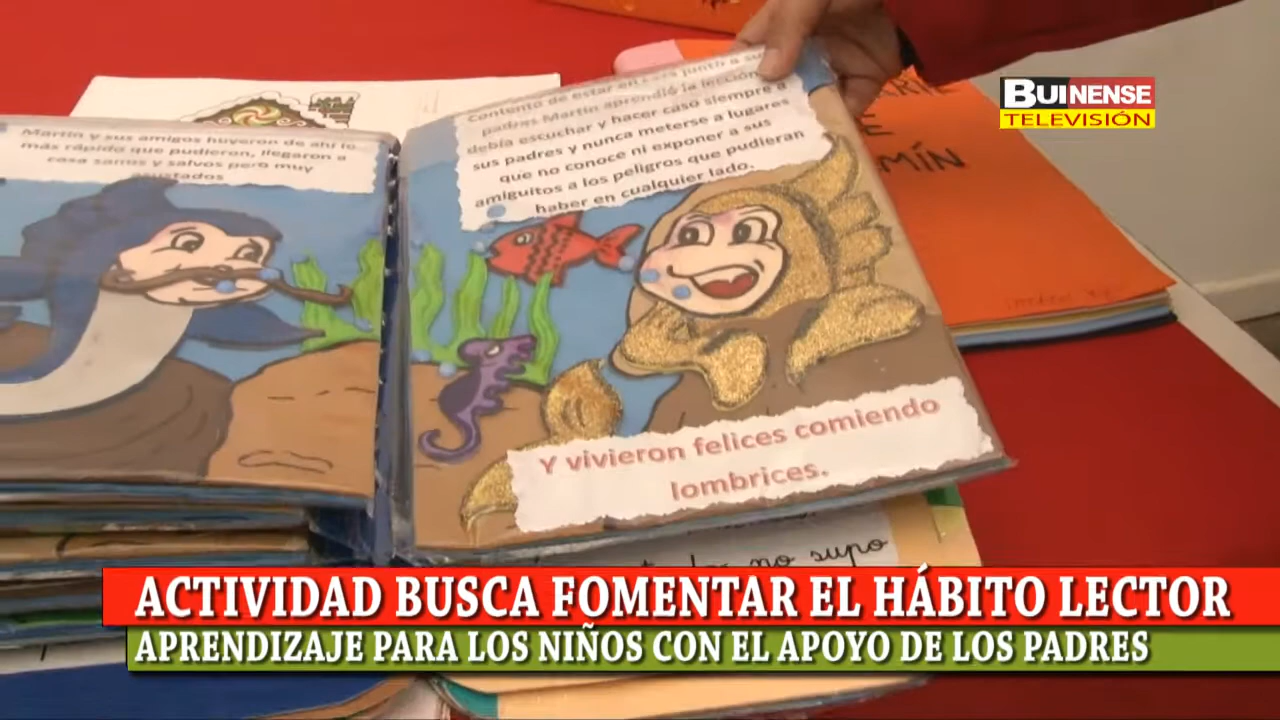 BUINENSE
TELEVISIÓN
Martín y sus amigos huyeron de ahí lo
más rápido que pudieron, llegaron a
casa sanos y salvos pero muy
asustados
Contento de estar en casa junto a sus
padres Martín aprendió la lección
debía escuchar y hacer caso siempre a
sus padres y nunca meterse a lugares
que no conoce ni exponer a sus
amiguitos a los peligros que pudieran
haber en cualquier lado.
Y vivieron felices comiendo
lombrices.
no supo
ACTIVIDAD BUSCA FOMENTAR EL HÁBITO LECTOR
APRENDIZAJE PARA LOS NIÑOS CON EL APOYO DE LOS PADRES